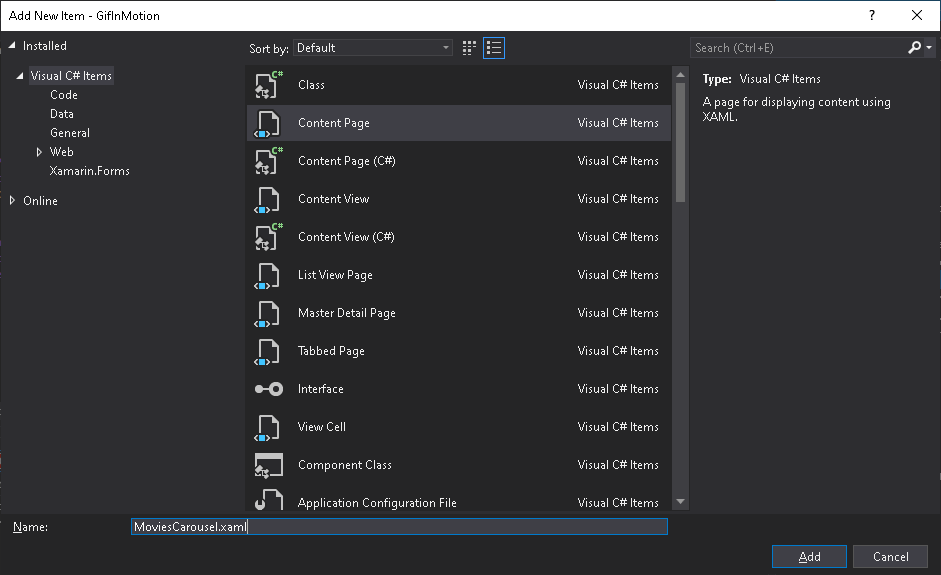 Add New Item - GifInMotion
?
Installed
Visual C# Items
Code
Data
General
Web
Xamarin.Forms
Online
Sort by: Default
C# Class Visual C# Items
Content Page Visual C# Items
C# Content Page (C#) Visual C# Items
Content View Visual C# Items
C# Content View (C#) Visual C# Items
List View Page Visual C# Items
Master Detail Page Visual C# Items
Tabbed Page Visual C# Items
Interface Visual C# Items
View Cell Visual C# Items
Component Class Visual C# Items
Application Configuration File Visual C# Items
Search (Ctrl+E)
Type: Visual C# Items
A page for displaying content using
XAML.
Name: MoviesCarousel.xaml
Add Cancel